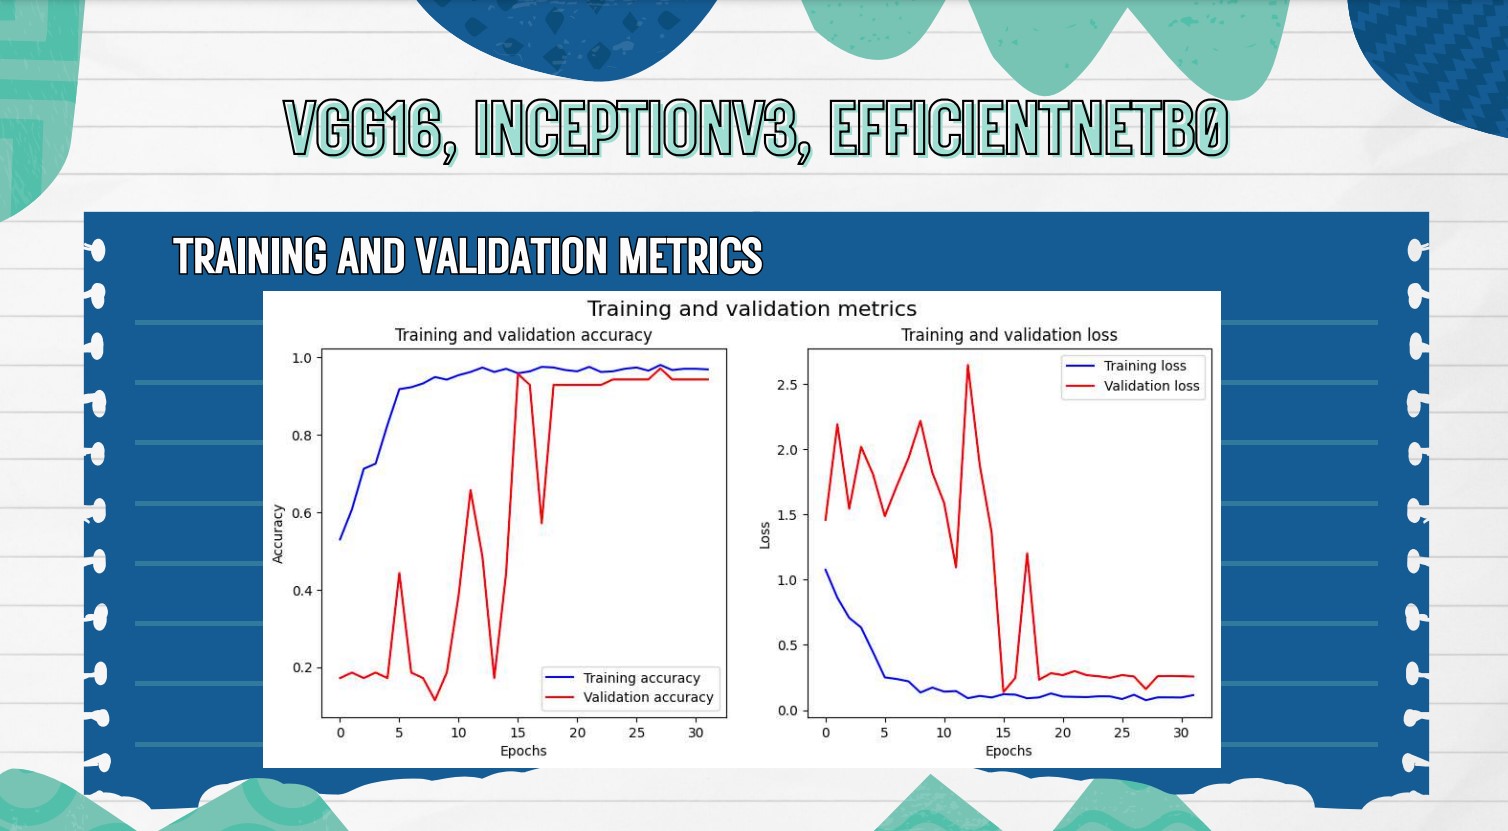 VGG16, INCEPTIONV3, EFFICIENTNETB0
TRAINING AND VALIDATION METRICS
Training and validation metrics
Training and validation accuracy
1.0
0.8
0.6
0.4
0.2
Accuracy
Training accuracy
Validation accuracy
0 5 10 15 20 25 30
Epochs
Training and validation loss
Training loss
Validation loss
2.5
2.0
1.5
1.0
0.5
0.0
Loss
0 5 10 15 20 25 30
Epochs